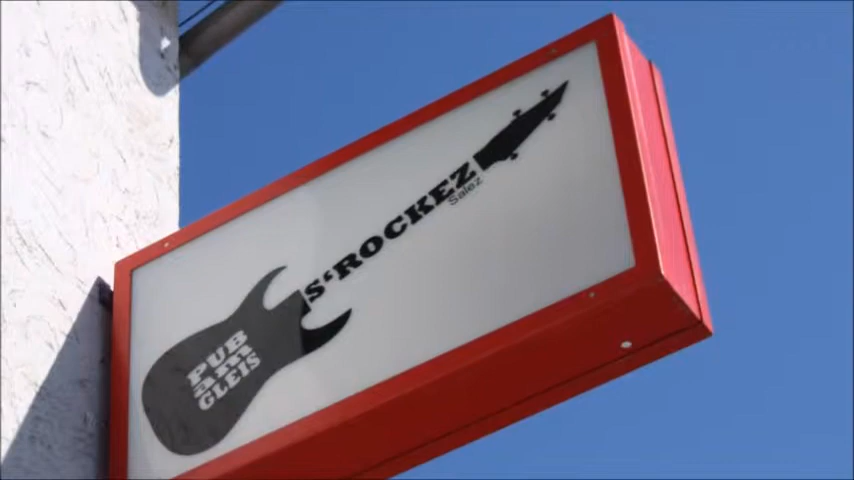 S'ROCKEZ
Salez
PUB
am
GLEIS